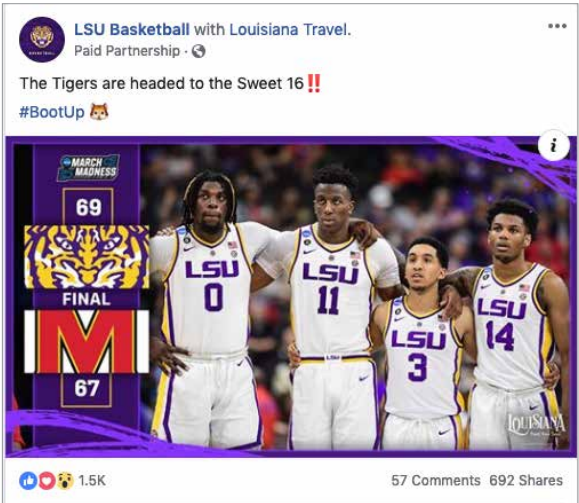 LSU Basketball with Louisiana Travel.
Paid Partnership ·
The Tigers are headed to the Sweet 16‼️
#BootUp 🐯
MARCH
MADNESS
69
FINAL
M
67
LSU
0
LSU
11
LSU
3
LSU
14
i
LOUISIANA
1.5K
57 Comments 692 Shares